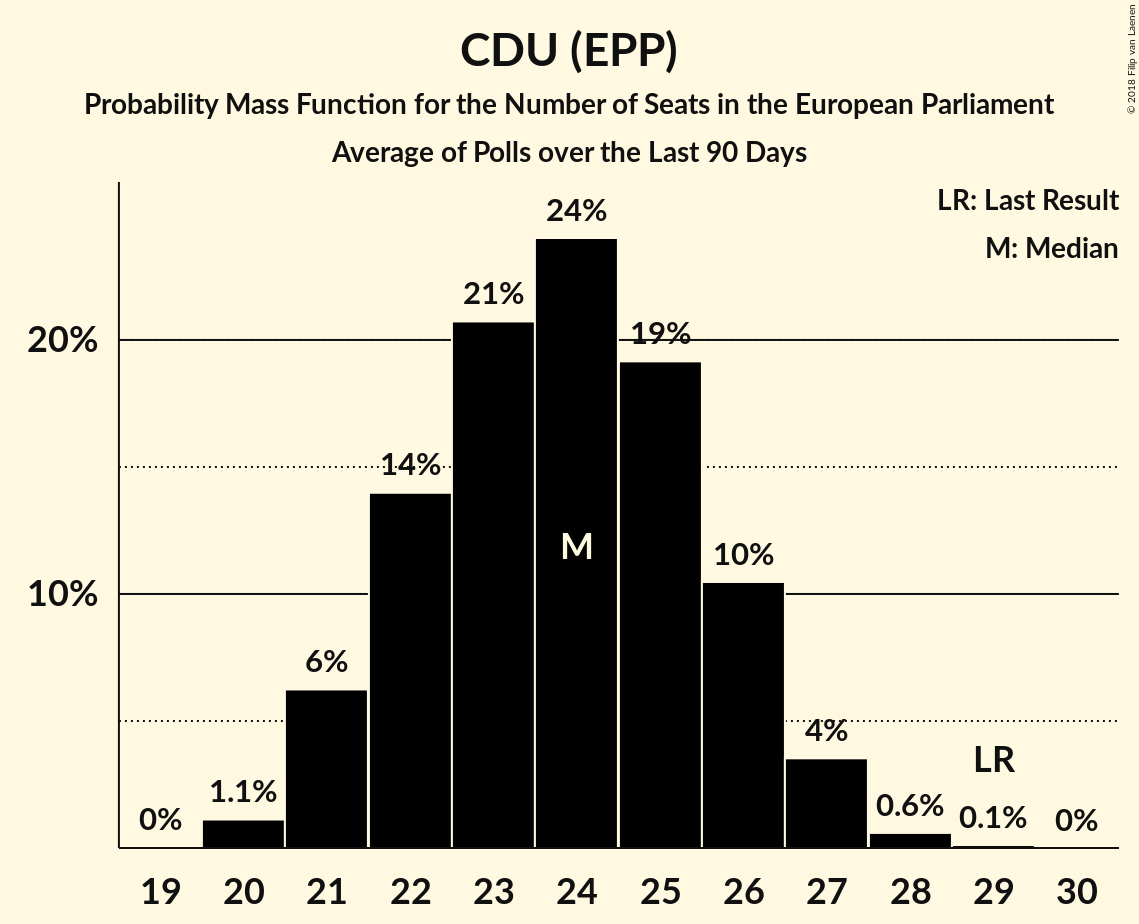 CDU (EPP)
Probability Mass Function for the Number of Seats in the European Parliament
Average of Polls over the Last 90 Days
© 2018 Filip van Laenen
LR: Last Result
M: Median
20%
10%
0%
1.1%
6%
14%
21%
24%
M
19%
10%
4%
0.6%
LR
0.1%
0%
19 20 21 22 23 24 25 26 27 28 29 30